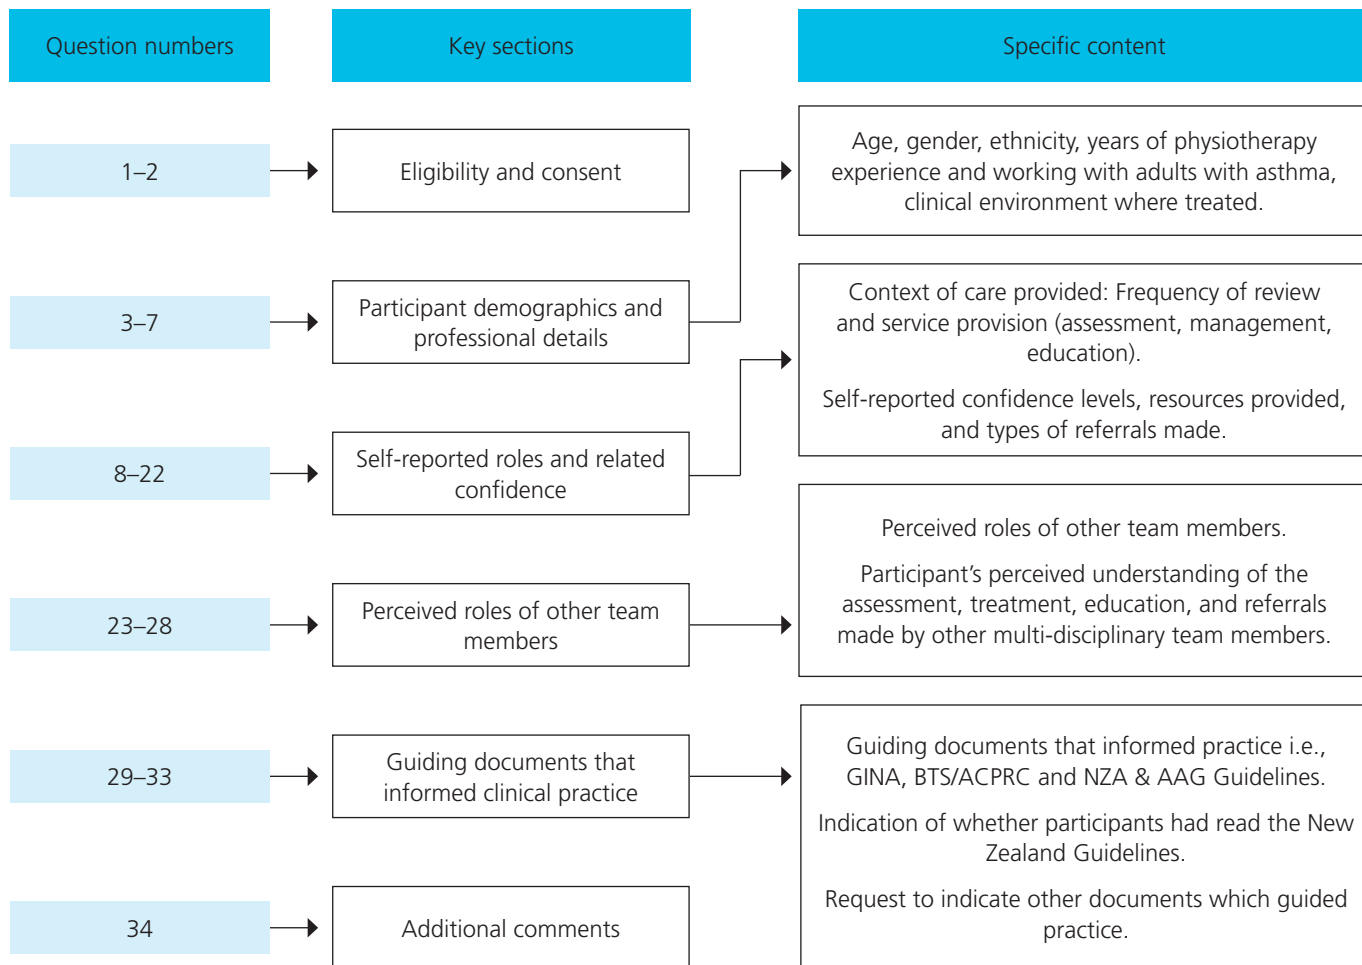 Question numbers
Key sections
Specific content
1–2
Eligibility and consent
Age, gender, ethnicity, years of physiotherapy
experience and working with adults with asthma,
clinical environment where treated.
3–7
Participant demographics and
professional details
Context of care provided: Frequency of review
and service provision (assessment, management,
education).
Self-reported confidence levels, resources provided,
and types of referrals made.
8–22
Self-reported roles and related
confidence
Perceived roles of other team members.
Participant’s perceived understanding of the
assessment, treatment, education, and referrals
made by other multi-disciplinary team members.
23–28
Perceived roles of other team
members
29–33
Guiding documents that
informed clinical practice
Guiding documents that informed practice i.e.,
GINA, BTS/ACPRC and NZA & AAG Guidelines.
Indication of whether participants had read the New
Zealand Guidelines.
Request to indicate other documents which guided
practice.
34
Additional comments